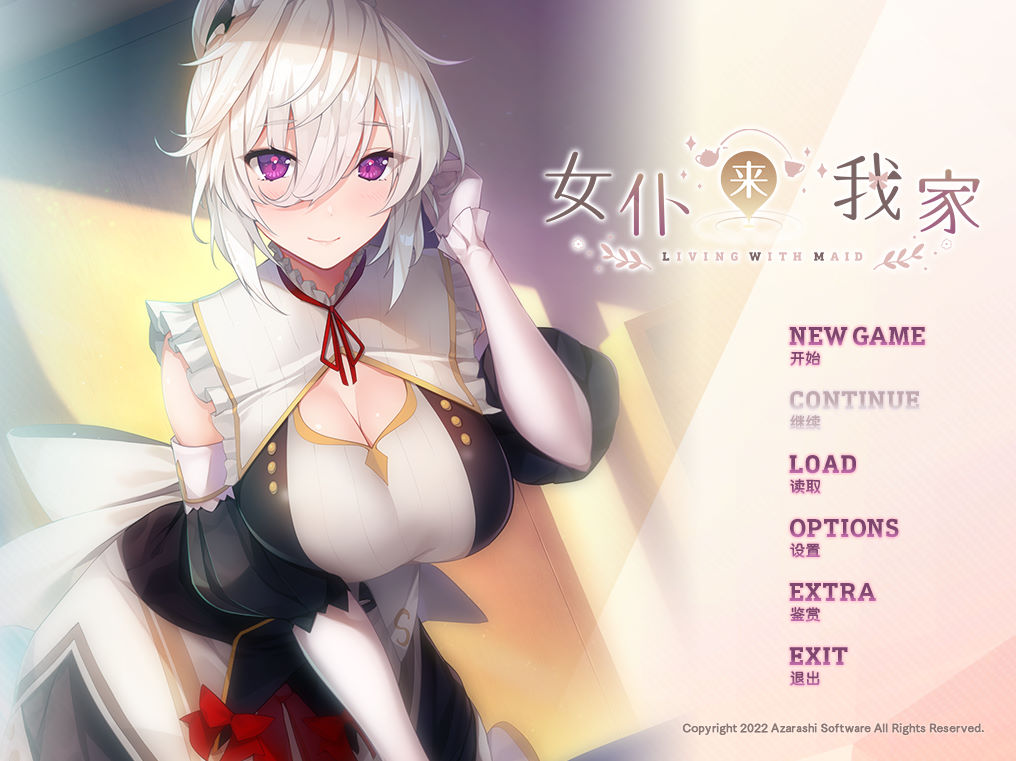 女仆来我家
LIVING WITH MAID
NEW GAME
开始
CONTINUE
继续
LOAD
读取
OPTIONS
设置
EXTRA
鉴赏
EXIT
退出
Copyright 2022 Azarashi Software All Rights Reserved.